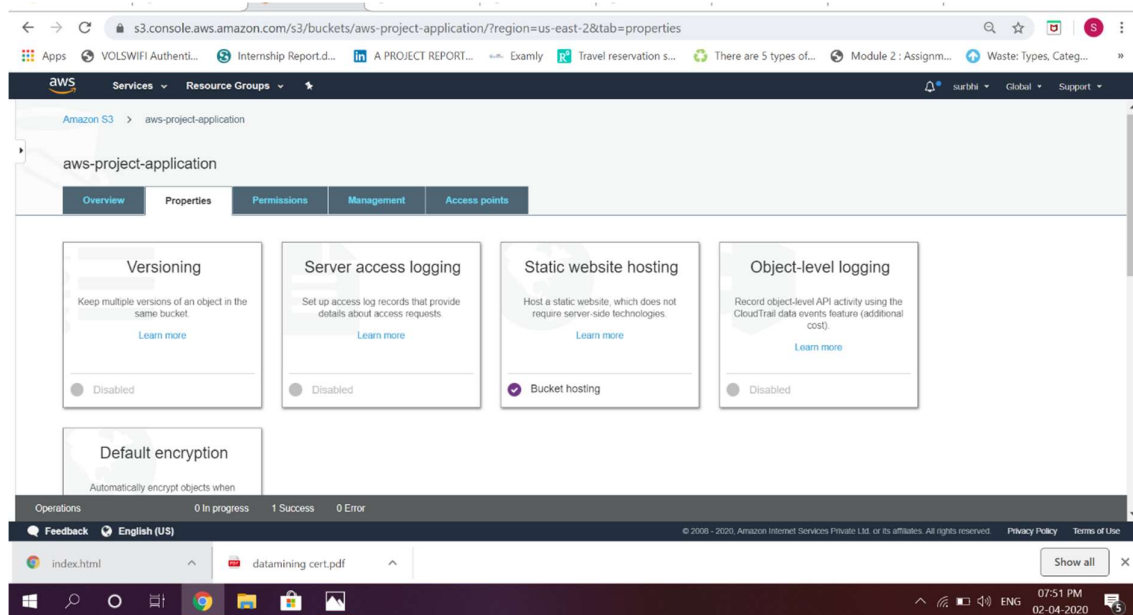 s3.console.aws.amazon.com/s3/buckets/aws-project-application/?region=us-east-2&tab=properties
S
Apps VOLSWIFI Authenti... Internship Report.d... A PROJECT REPORT... Examly Travel reservation s... There are 5 types of... Module 2 : Assignm... Waste: Types, Categ... »
aws Services Resource Groups surbhi Global Support
Amazon S3 > aws-project-application
aws-project-application
Overview Properties Permissions Management Access points
Versioning
Keep multiple versions of an object in the
same bucket.
Learn more
Disabled
Server access logging
Set up access log records that provide
details about access requests.
Learn more
Disabled
Static website hosting
Host a static website, which does not
require server-side technologies.
Learn more
Bucket hosting
Object-level logging
Record object-level API activity using the
CloudTrail data events feature (additional
cost).
Learn more
Disabled
Default encryption
Automatically encrypt objects when
Operations 0 In progress 1 Success 0 Error
Feedback English (US) © 2008 - 2020, Amazon Internet Services Private Ltd. or its affiliates. All rights reserved. Privacy Policy Terms of Use
index.html datamining cert.pdf Show all
ENG 07:51 PM
02-04-2020 5